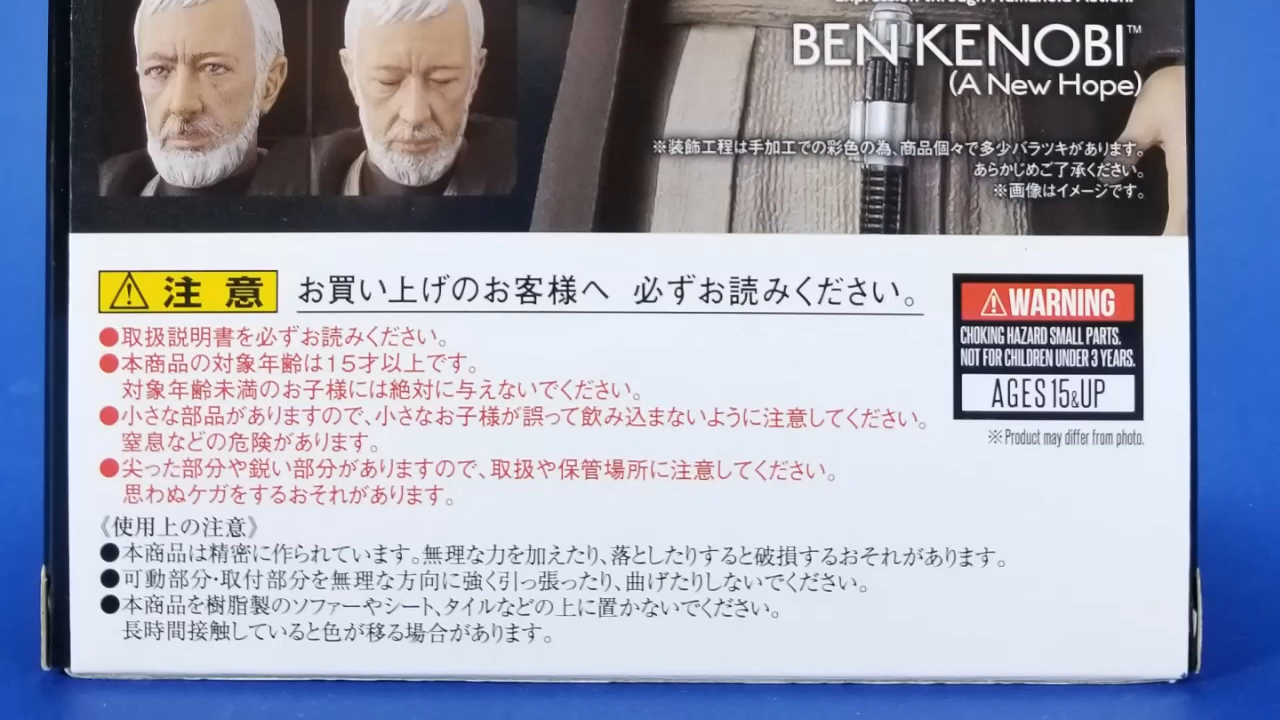 Expression through Humanoid Action.
BEN KENOBI™
(A New Hope)
※装飾工程は手加工での彩色の為、商品個々で多少バラツキがあります。
あらかじめご了承ください。
※画像はイメージです。
注意 お買い上げのお客様へ 必ずお読みください。
●取扱説明書を必ずお読みください。
●本商品の対象年齢は15才以上です。
対象年齢未満のお子様には絶対に与えないでください。
●小さな部品がありますので、小さなお子様が誤って飲み込まないように注意してください。
窒息などの危険があります。
●尖った部分や鋭い部分がありますので、取扱や保管場所に注意してください。
思わぬケガをするおそれがあります。
《使用上の注意》
●本商品は精密に作られています。無理な力を加えたり、落としたりすると破損するおそれがあります。
●可動部分・取付部分を無理な方向に強く引っ張ったり、曲げたりしないでください。
●本商品を樹脂製のソファーやシート、タイルなどの上に置かないでください。
長時間接触していると色が移る場合があります。
WARNING
CHOKING HAZARD SMALL PARTS.
NOT FOR CHILDREN UNDER 3 YEARS.
AGES 15&UP
※Product may differ from photo.